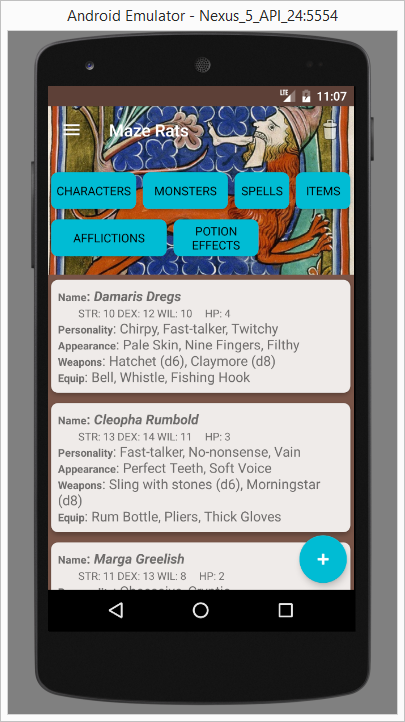 Android Emulator - Nexus_5_API_24:5554
LTE 11:07
Maze Rats
CHARACTERS MONSTERS SPELLS ITEMS
AFFLICTIONS POTION
EFFECTS
Name: Damaris Dregs
STR: 10 DEX: 12 WIL: 10 HP: 4
Personality: Chirpy, Fast-talker, Twitchy
Appearance: Pale Skin, Nine Fingers, Filthy
Weapons: Hatchet (d6), Claymore (d8)
Equip: Bell, Whistle, Fishing Hook
Name: Cleopha Rumbold
STR: 13 DEX: 14 WIL: 11 HP: 3
Personality: Fast-talker, No-nonsense, Vain
Appearance: Perfect Teeth, Soft Voice
Weapons: Sling with stones (d6), Morningstar
(d8)
Equip: Rum Bottle, Pliers, Thick Gloves
Name: Marga Greelish
STR: 11 DEX: 13 WIL: 8 HP: 2
+